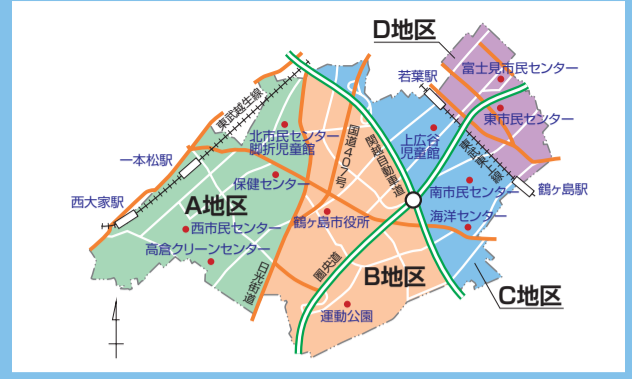 D地区
富士見市民センター
若葉駅
東市民センター
東武越生線
国道407号
関越自動車道
北市民センター
脚折児童館
上広谷
児童館
東武東上線
一本松駅
保健センター
南市民センター
鶴ヶ島駅
西大家駅
A地区
鶴ヶ島市役所
海洋センター
西市民センター
高倉クリーンセンター
日光街道
圏央道
B地区
C地区
運動公園